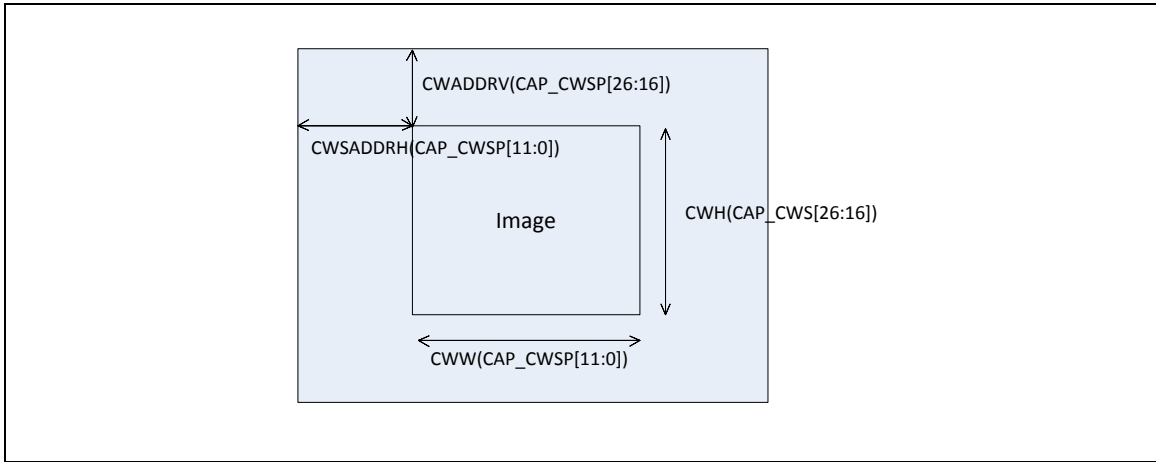 CWADDRV(CAP_CWSP[26:16])
CWSADDRH(CAP_CWSP[11:0])
Image
CWH(CAP_CWS[26:16])
CWW(CAP_CWSP[11:0])